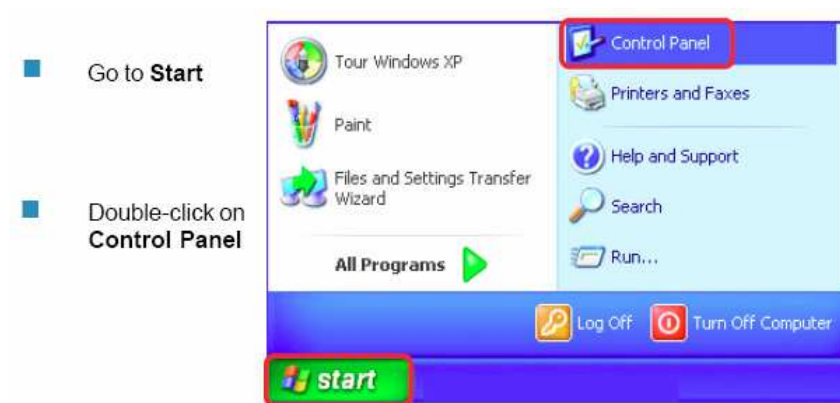 Go to Start
Double-click on
Control Panel
Tour Windows XP
Paint
Files and Settings Transfer
Wizard
All Programs
Control Panel
Printers and Faxes
Help and Support
Search
Run...
Log Off
Turn Off Computer
start